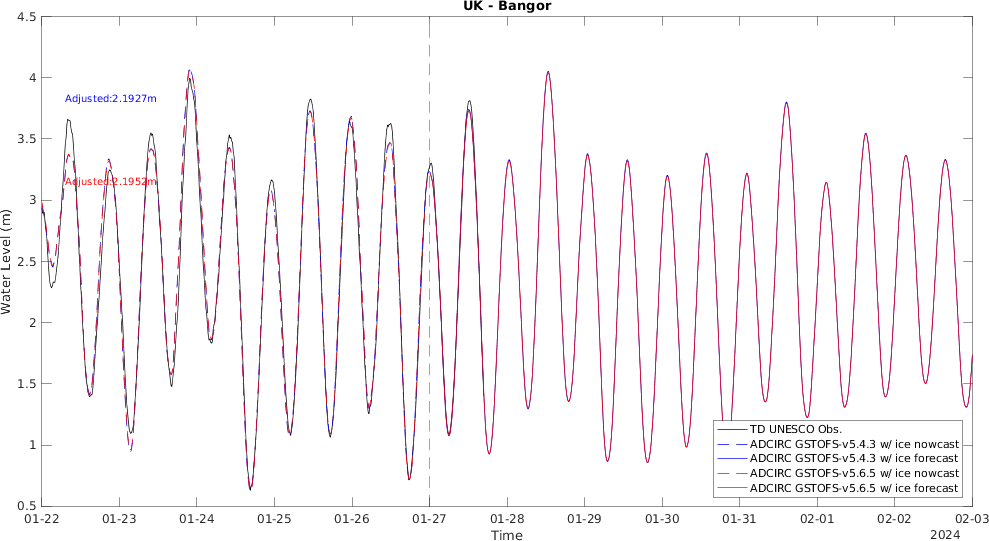 UK - Bangor
4.5
4
3.5
3
2.5
2
1.5
1
0.5
Water Level (m)
Adjusted:2.1927m
Adjusted:2.1952m
TD UNESCO Obs.
ADCIRC GSTOFS-v5.4.3 w/ ice nowcast
ADCIRC GSTOFS-v5.4.3 w/ ice forecast
ADCIRC GSTOFS-v5.6.5 w/ ice nowcast
ADCIRC GSTOFS-v5.6.5 w/ ice forecast
01-22 01-23 01-24 01-25 01-26 01-27 01-28 01-29 01-30 01-31 02-01 02-02 02-03
Time
2024